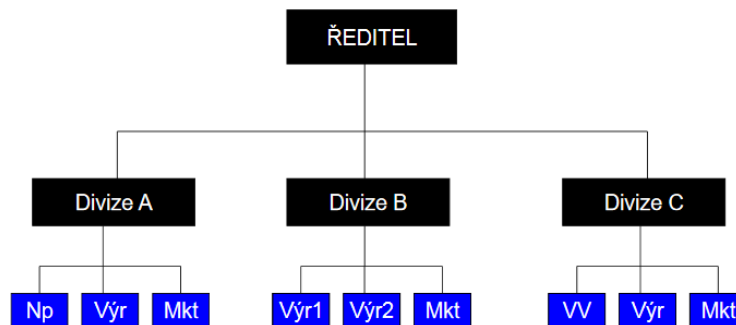 ŘEDITEL
Divize A
Divize B
Divize C
Np
Výr
Mkt
Výr1
Výr2
Mkt
VV
Výr
Mkt